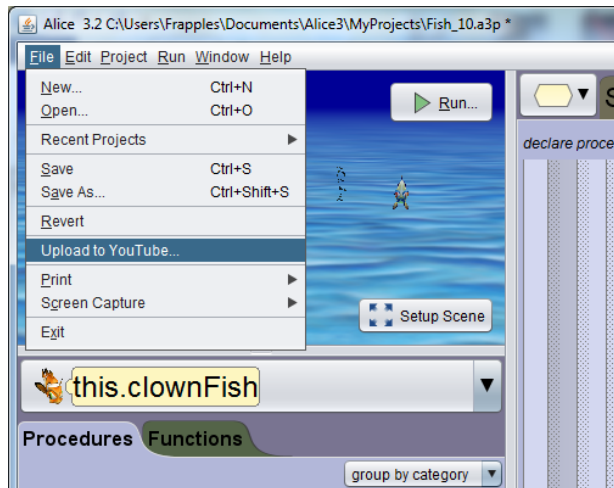 Alice 3.2 C:\Users\Frapples\Documents\Alice3\MyProjects\Fish_10.a3p *
File Edit Project Run Window Help
New... Ctrl+N
Open... Ctrl+O
Recent Projects
Save Ctrl+S
Save As... Ctrl+Shift+S
Revert
Upload to YouTube...
Print
Screen Capture
Exit
Run...
Setup Scene
declare proce
this.clownFish
Procedures Functions
group by category